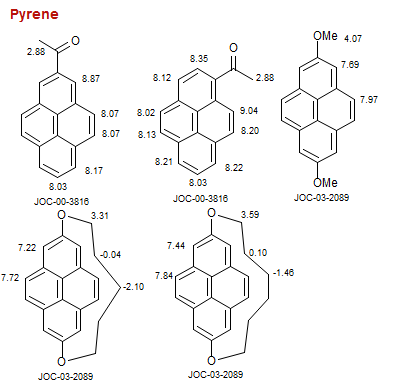 Pyrene
O
2.88
8.87
8.07
8.07
8.17
8.03
JOC-00-3816
O
8.35
8.12
2.88
8.02
9.04
8.13
8.20
8.21
8.22
8.03
JOC-00-3816
OMe 4.07
7.69
7.97
OMe
JOC-03-2089
O 3.31
7.22
-0.04
7.72
-2.10
O
JOC-03-2089
O 3.59
7.44
0.10
7.84
-1.46
O
JOC-03-2089